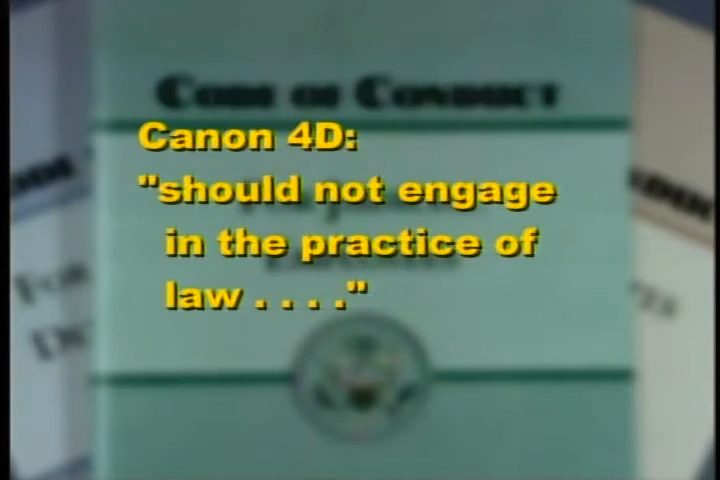 CODE OF CONDUCT
Canon 4D:
"should not engage
in the practice of
law . . . ."